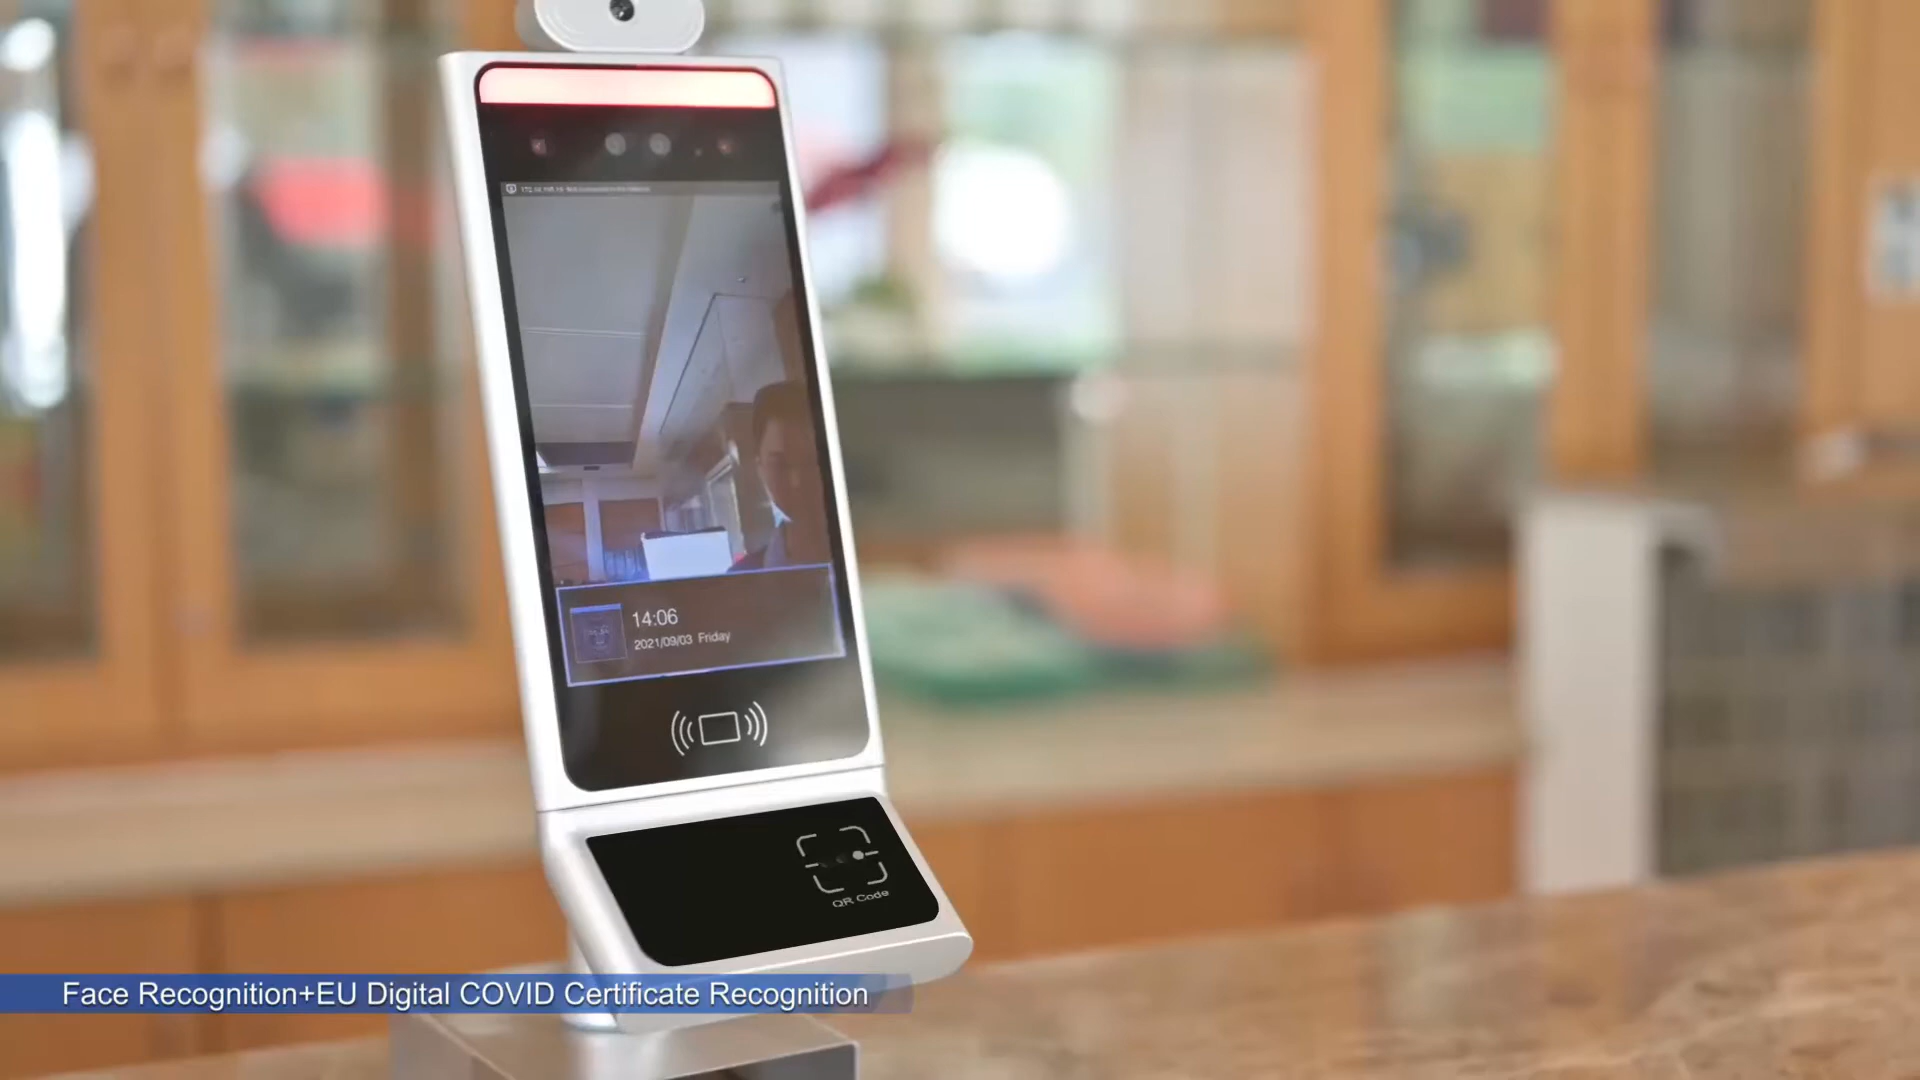 14:06
2021/09/03 Friday
QR Code
Face Recognition+EU Digital COVID Certificate Recognition